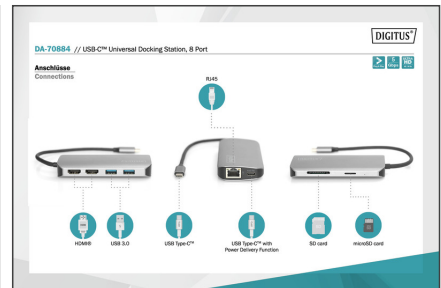 DIGITUS®
DA-70884 // USB-C™ Universal Docking Station, 8 Port
Anschlüsse
Connections
RJ45
HDMI®
USB 3.0
USB Type-C™
USB Type-C™ with
Power Delivery Function
SD card
microSD card